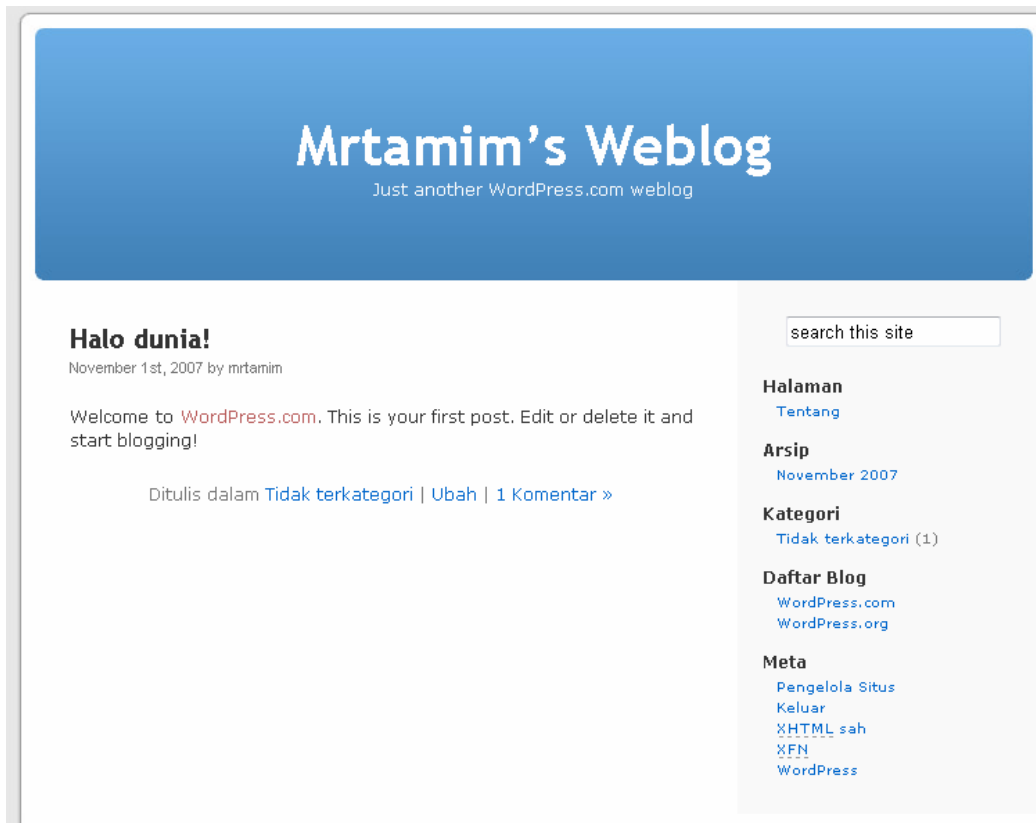 Mrtamim's Weblog
Just another WordPress.com weblog
Halo dunia!
November 1st, 2007 by mrtamim
Welcome to WordPress.com. This is your first post. Edit or delete it and
start blogging!
Ditulis dalam Tidak terkategori | Ubah | 1 Komentar »
search this site
Halaman
Tentang
Arsip
November 2007
Kategori
Tidak terkategori (1)
Daftar Blog
WordPress.com
WordPress.org
Meta
Pengelola Situs
Keluar
XHTML sah
XFN
WordPress